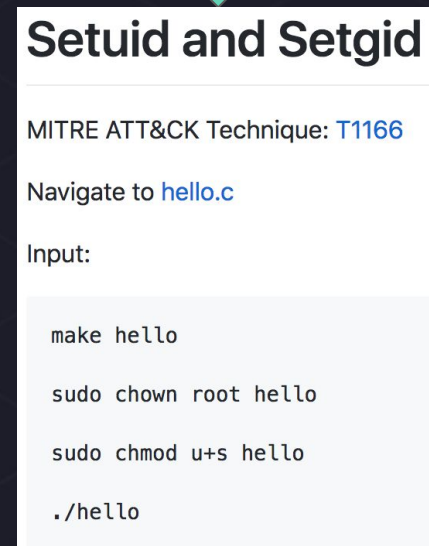 Setuid and Setgid
MITRE ATT&CK Technique: T1166
Navigate to hello.c
Input:
make hello
sudo chown root hello
sudo chmod u+s hello
./hello